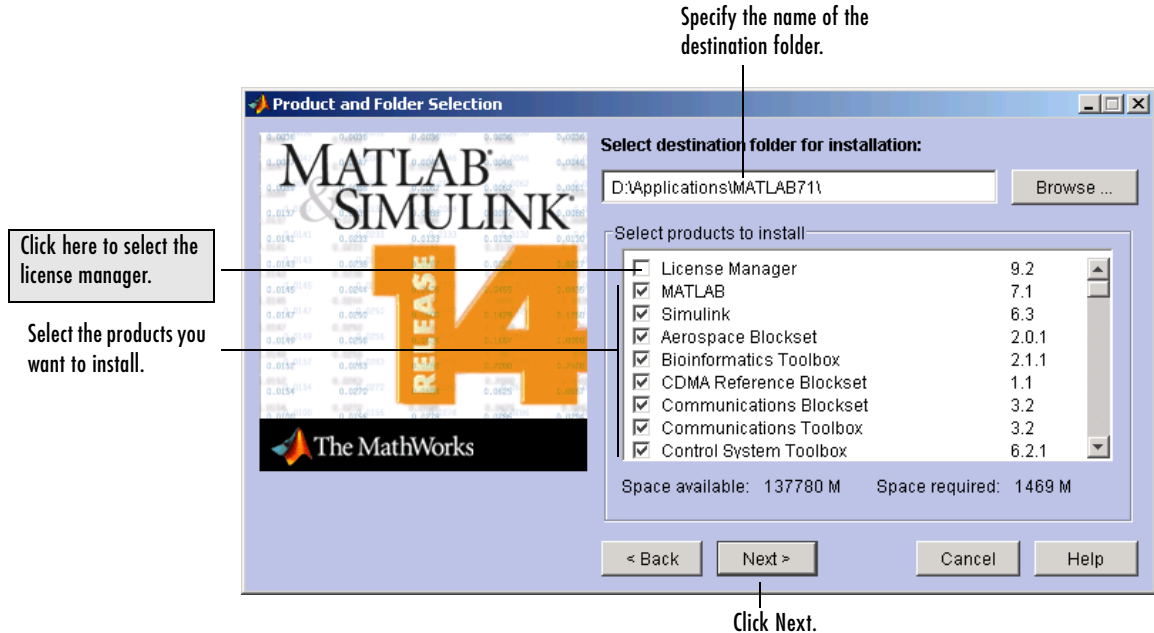 Specify the name of the
destination folder.
Product and Folder Selection
MATLAB®
& SIMULINK®
RELEASE
14
The MathWorks
Select destination folder for installation:
D:\Applications\MATLAB71\
Browse ...
Click here to select the
license manager.
Select the products you
want to install.
Select products to install
License Manager 9.2
MATLAB 7.1
Simulink 6.3
Aerospace Blockset 2.0.1
Bioinformatics Toolbox 2.1.1
CDMA Reference Blockset 1.1
Communications Blockset 3.2
Communications Toolbox 3.2
Control System Toolbox 6.2.1
Space available: 137780 M Space required: 1469 M
< Back Next > Cancel Help
Click Next.